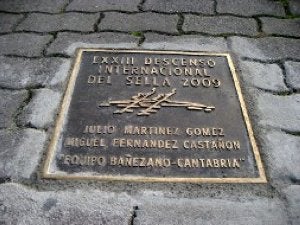 LXXIII DESCENSO
INTERNACIONAL
DEL SELLA 2009
JULIO MARTINEZ GOMEZ
MIGUEL FERNANDEZ CASTAÑON
"EQUIPO BAÑEZANO-CANTABRIA"